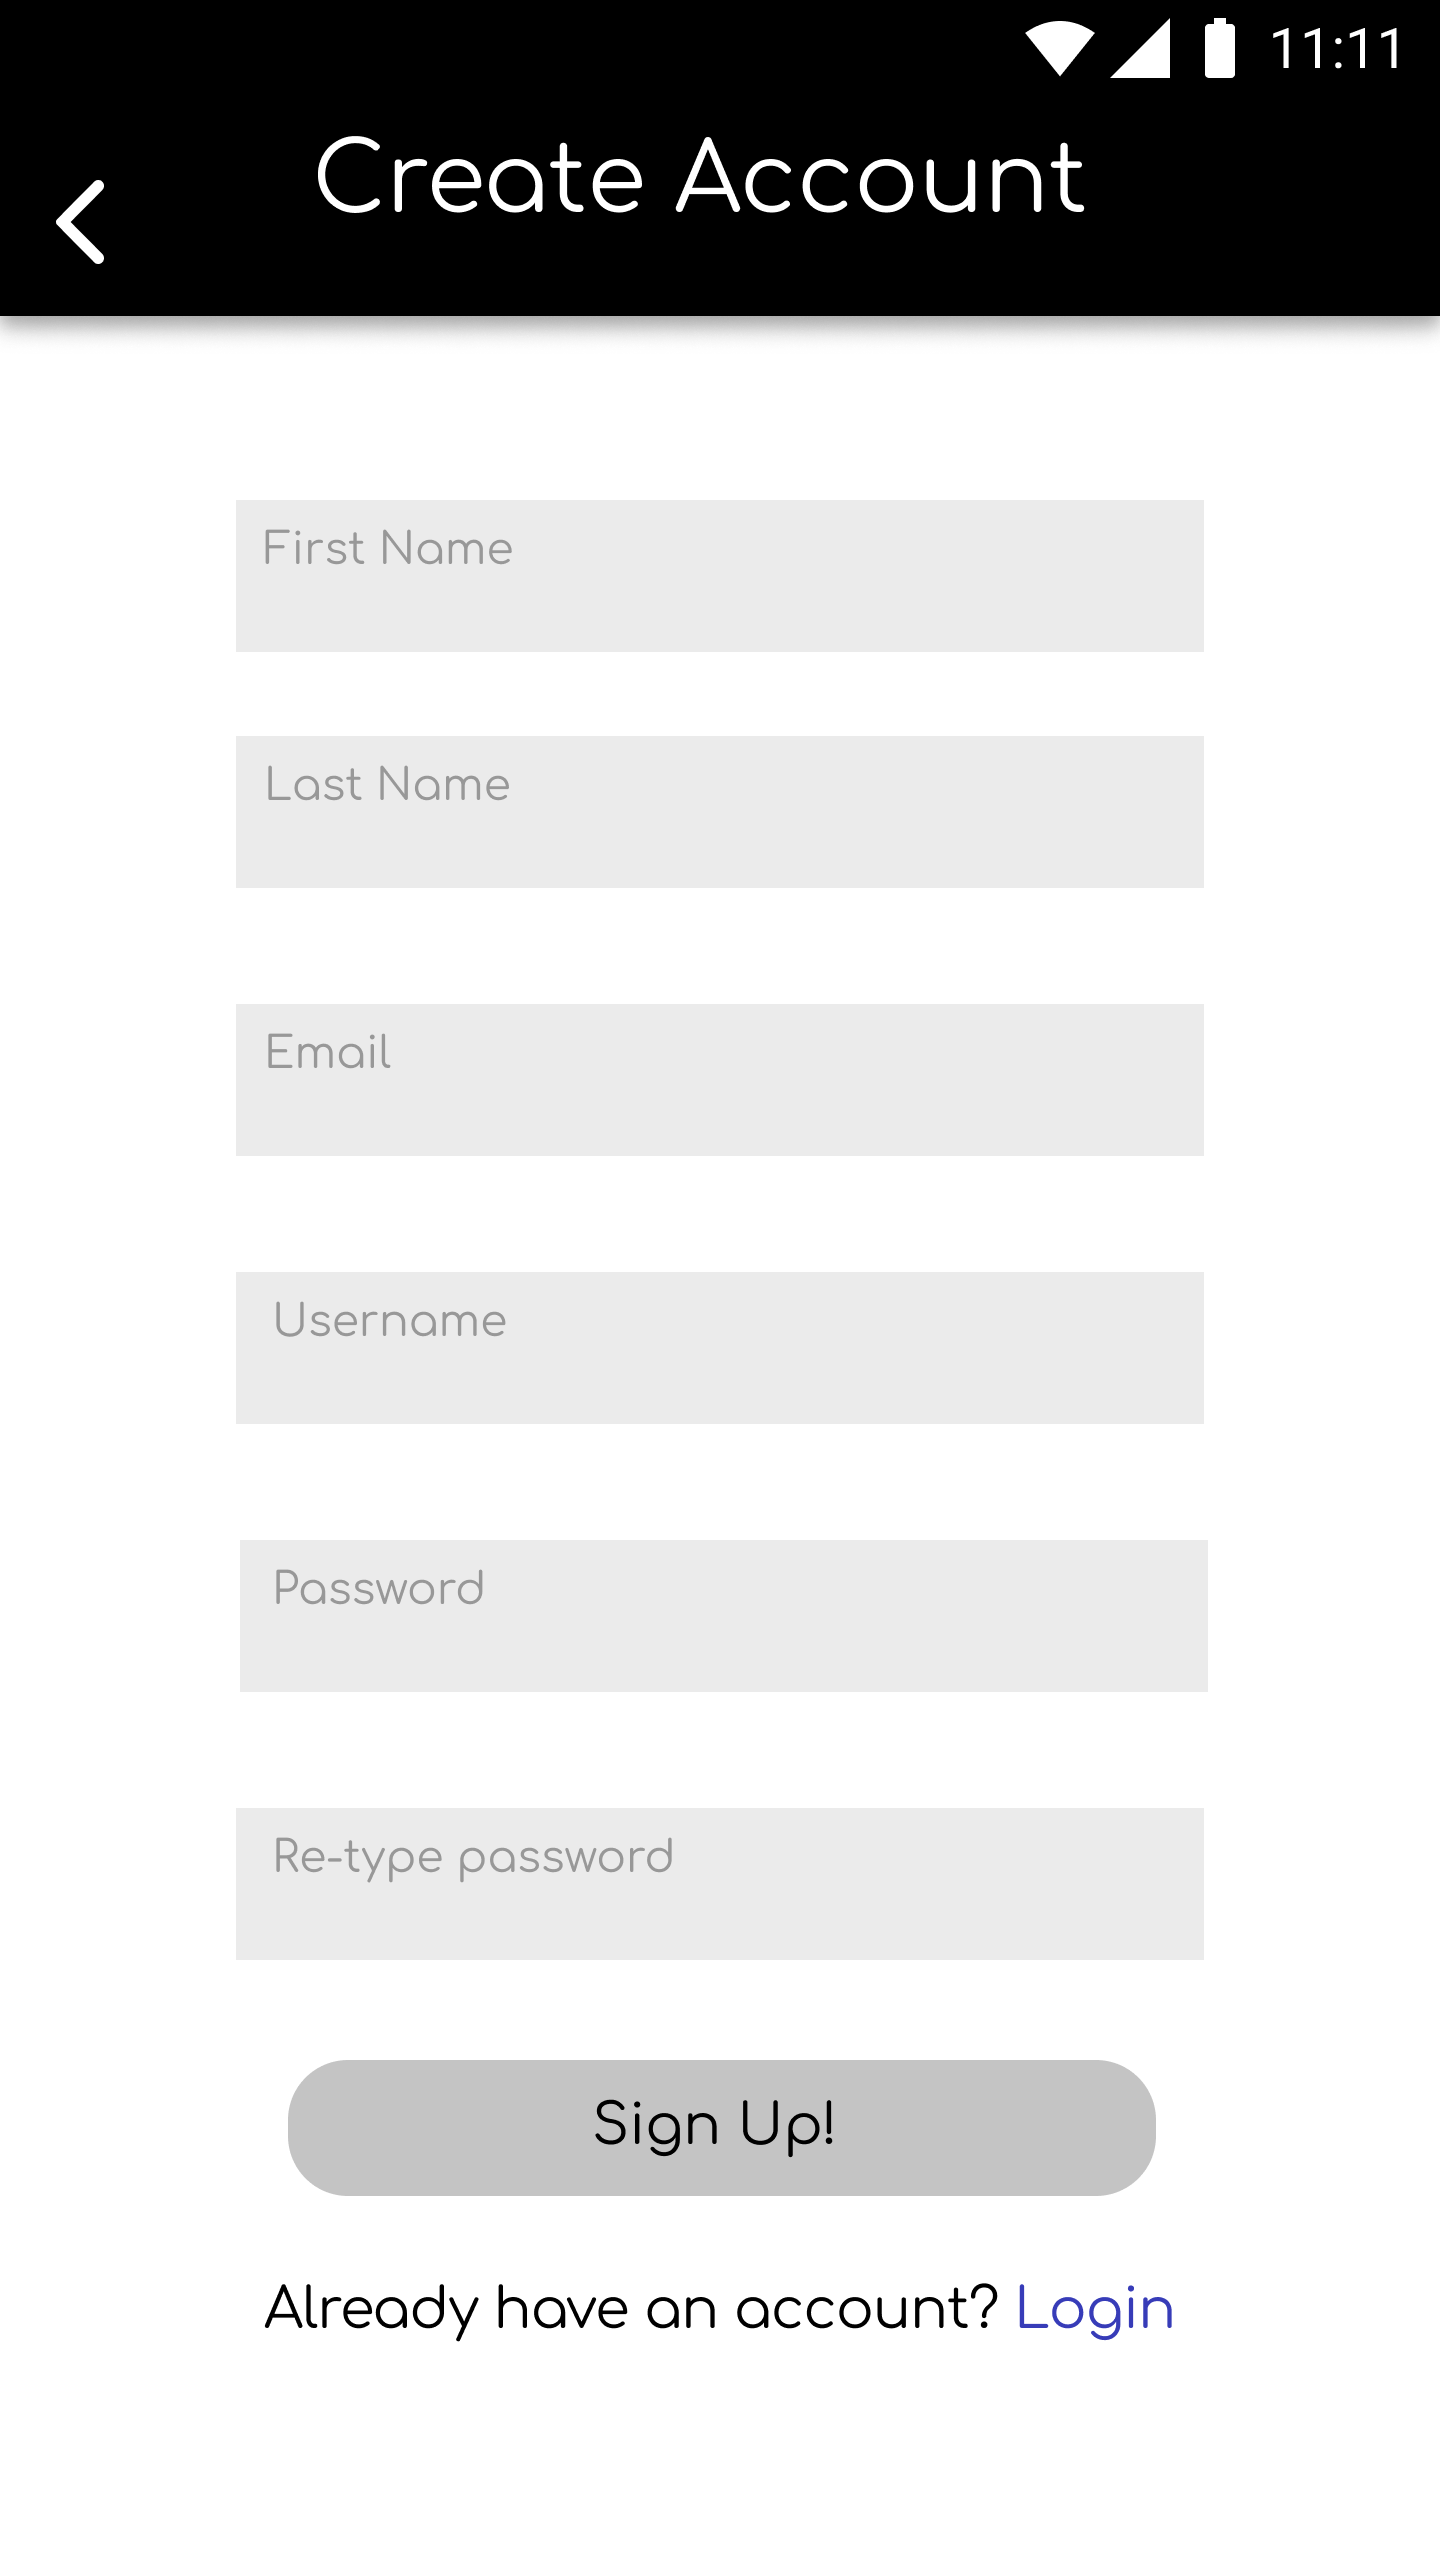 11:11
Create Account
First Name
Last Name
Email
Username
Password
Re-type password
Sign Up!
Already have an account? Login